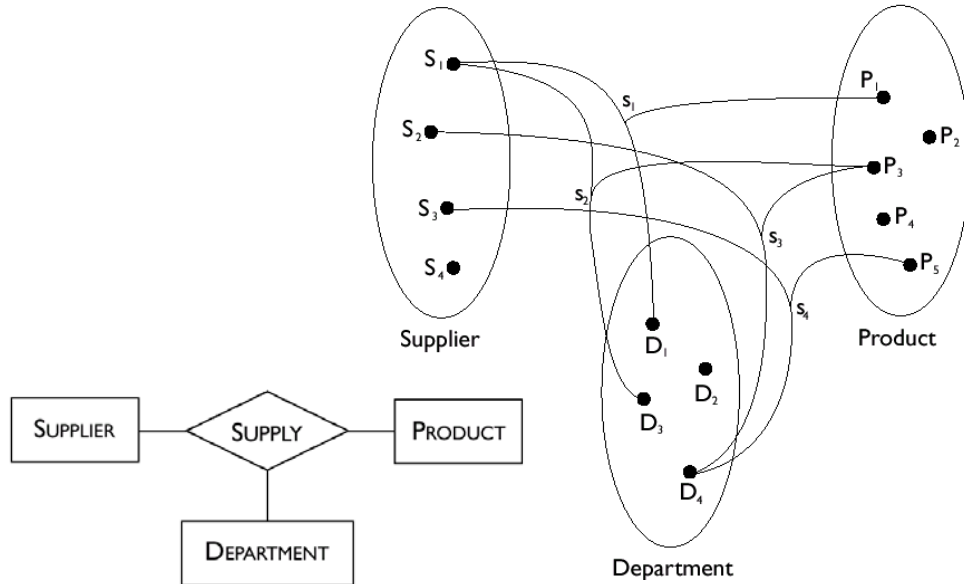 S₁
S₂
S₃
S₄
Supplier
s₁
s₂
s₃
s₄
P₁
P₂
P₃
P₄
P₅
Product
D₁
D₂
D₃
D₄
Department
SUPPLIER
SUPPLY
PRODUCT
DEPARTMENT